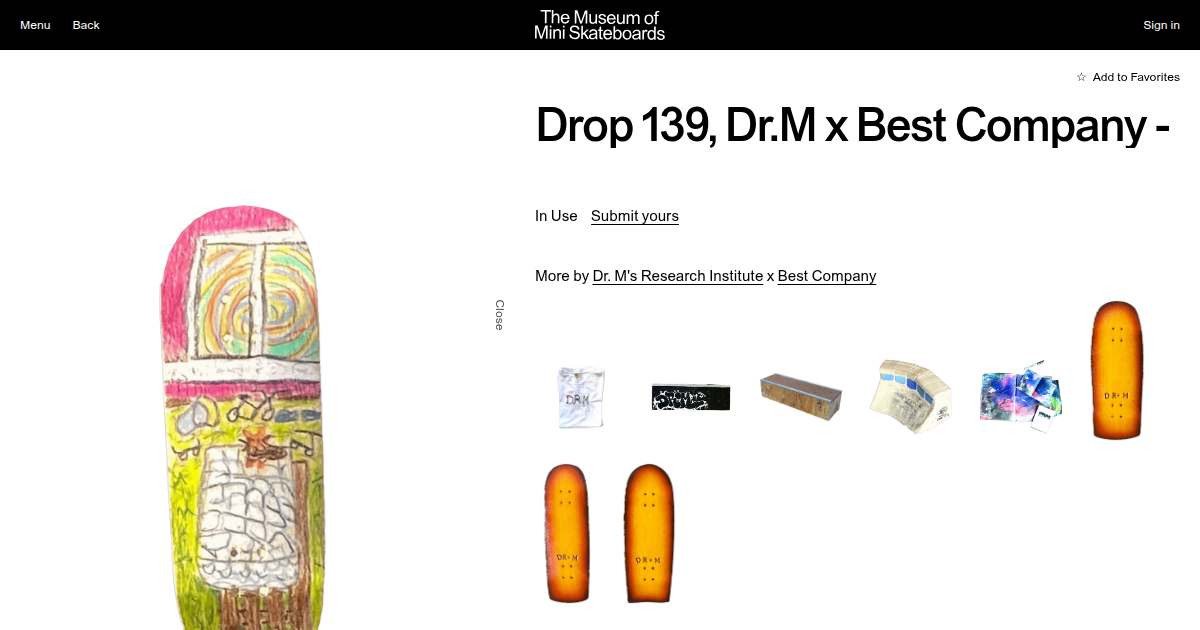 Menu Back
The Museum of
Mini Skateboards
Sign in
☆ Add to Favorites
Drop 139, Dr.M x Best Company -
In Use Submit yours
More by Dr. M's Research Institute x Best Company
Close
DR M
DR M
DR M
DR M